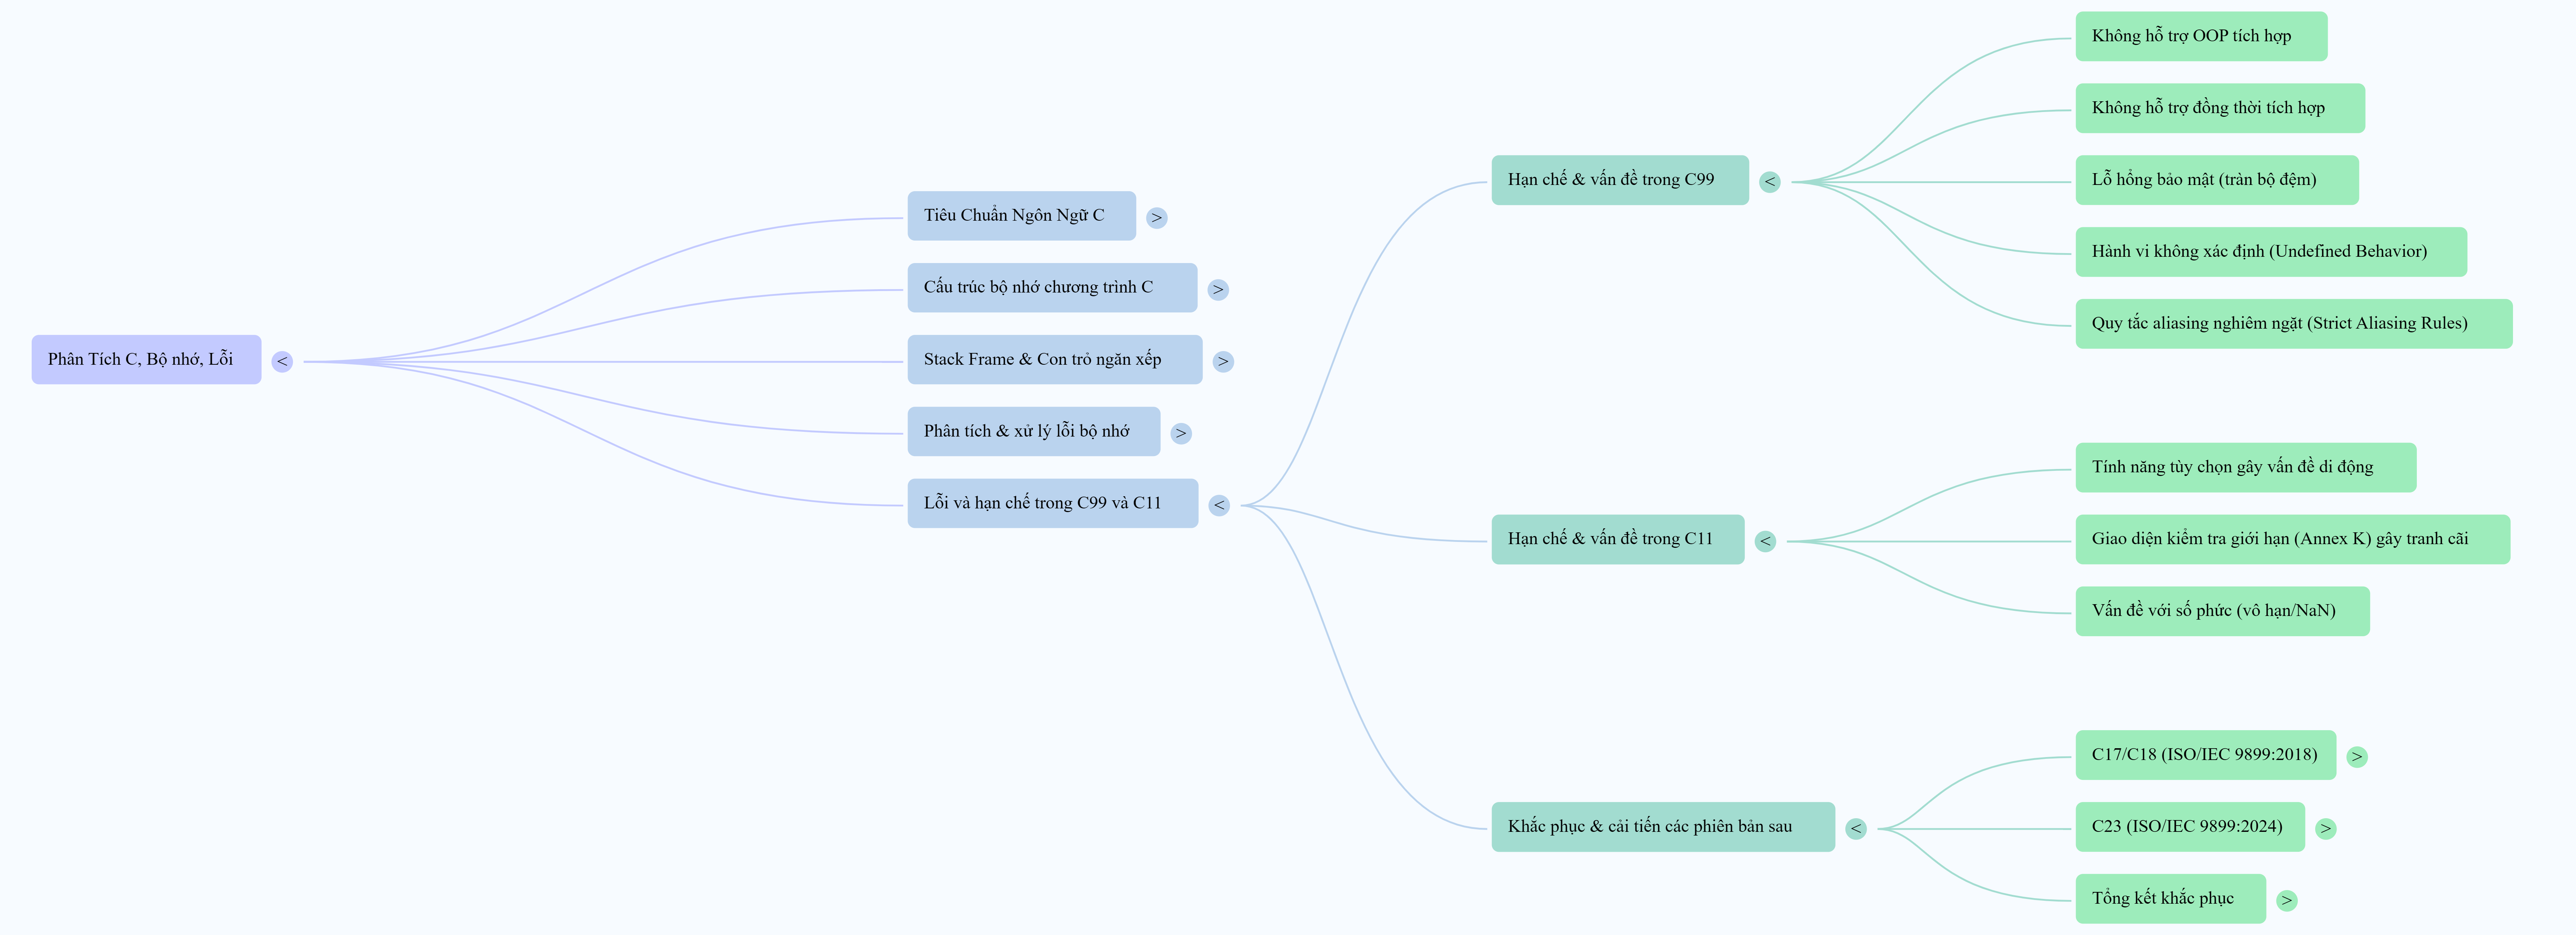 Phân Tích C, Bộ nhớ, Lỗi
<
Tiêu Chuẩn Ngôn Ngữ C
>
Cấu trúc bộ nhớ chương trình C
>
Stack Frame & Con trỏ ngăn xếp
>
Phân tích & xử lý lỗi bộ nhớ
>
Lỗi và hạn chế trong C99 và C11
<
Hạn chế & vấn đề trong C99
<
Không hỗ trợ OOP tích hợp
Không hỗ trợ đồng thời tích hợp
Lỗ hổng bảo mật (tràn bộ đệm)
Hành vi không xác định (Undefined Behavior)
Quy tắc aliasing nghiêm ngặt (Strict Aliasing Rules)
Hạn chế & vấn đề trong C11
<
Tính năng tùy chọn gây vấn đề di động
Giao diện kiểm tra giới hạn (Annex K) gây tranh cãi
Vấn đề với số phức (vô hạn/NaN)
Khắc phục & cải tiến các phiên bản sau
<
C17/C18 (ISO/IEC 9899:2018)
>
C23 (ISO/IEC 9899:2024)
>
Tổng kết khắc phục
>